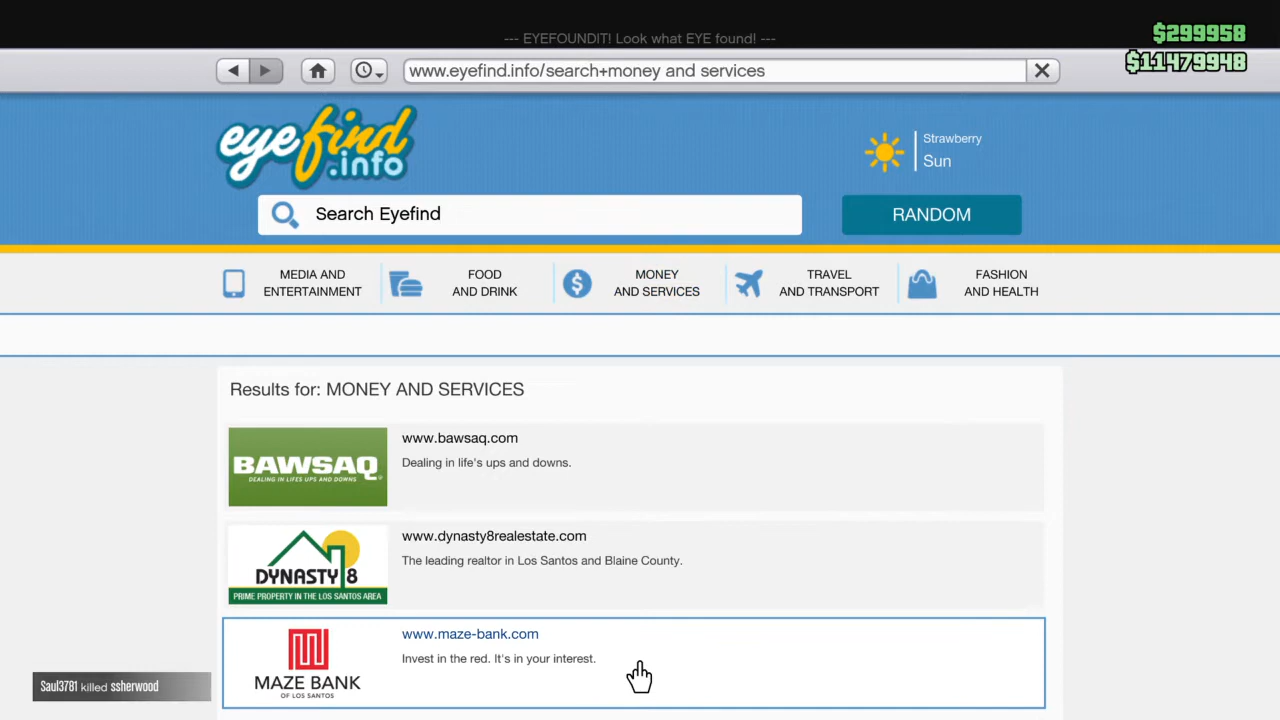 --- EYEFOUNDIT! Look what EYE found! ---
$299958
$11479948
www.eyefind.info/search+money and services
eyefind
.info
Strawberry
Sun
Search Eyefind
RANDOM
MEDIA AND
ENTERTAINMENT
FOOD
AND DRINK
MONEY
AND SERVICES
TRAVEL
AND TRANSPORT
FASHION
AND HEALTH
Results for: MONEY AND SERVICES
BAWSAQ
DEALING IN LIFES UPS AND DOWNS
www.bawsaq.com
Dealing in life's ups and downs.
DYNASTY 8
PRIME PROPERTY IN THE LOS SANTOS AREA
www.dynasty8realestate.com
The leading realtor in Los Santos and Blaine County.
MAZE BANK
OF LOS SANTOS
www.maze-bank.com
Invest in the red. It's in your interest.
Saul3781 killed ssherwood